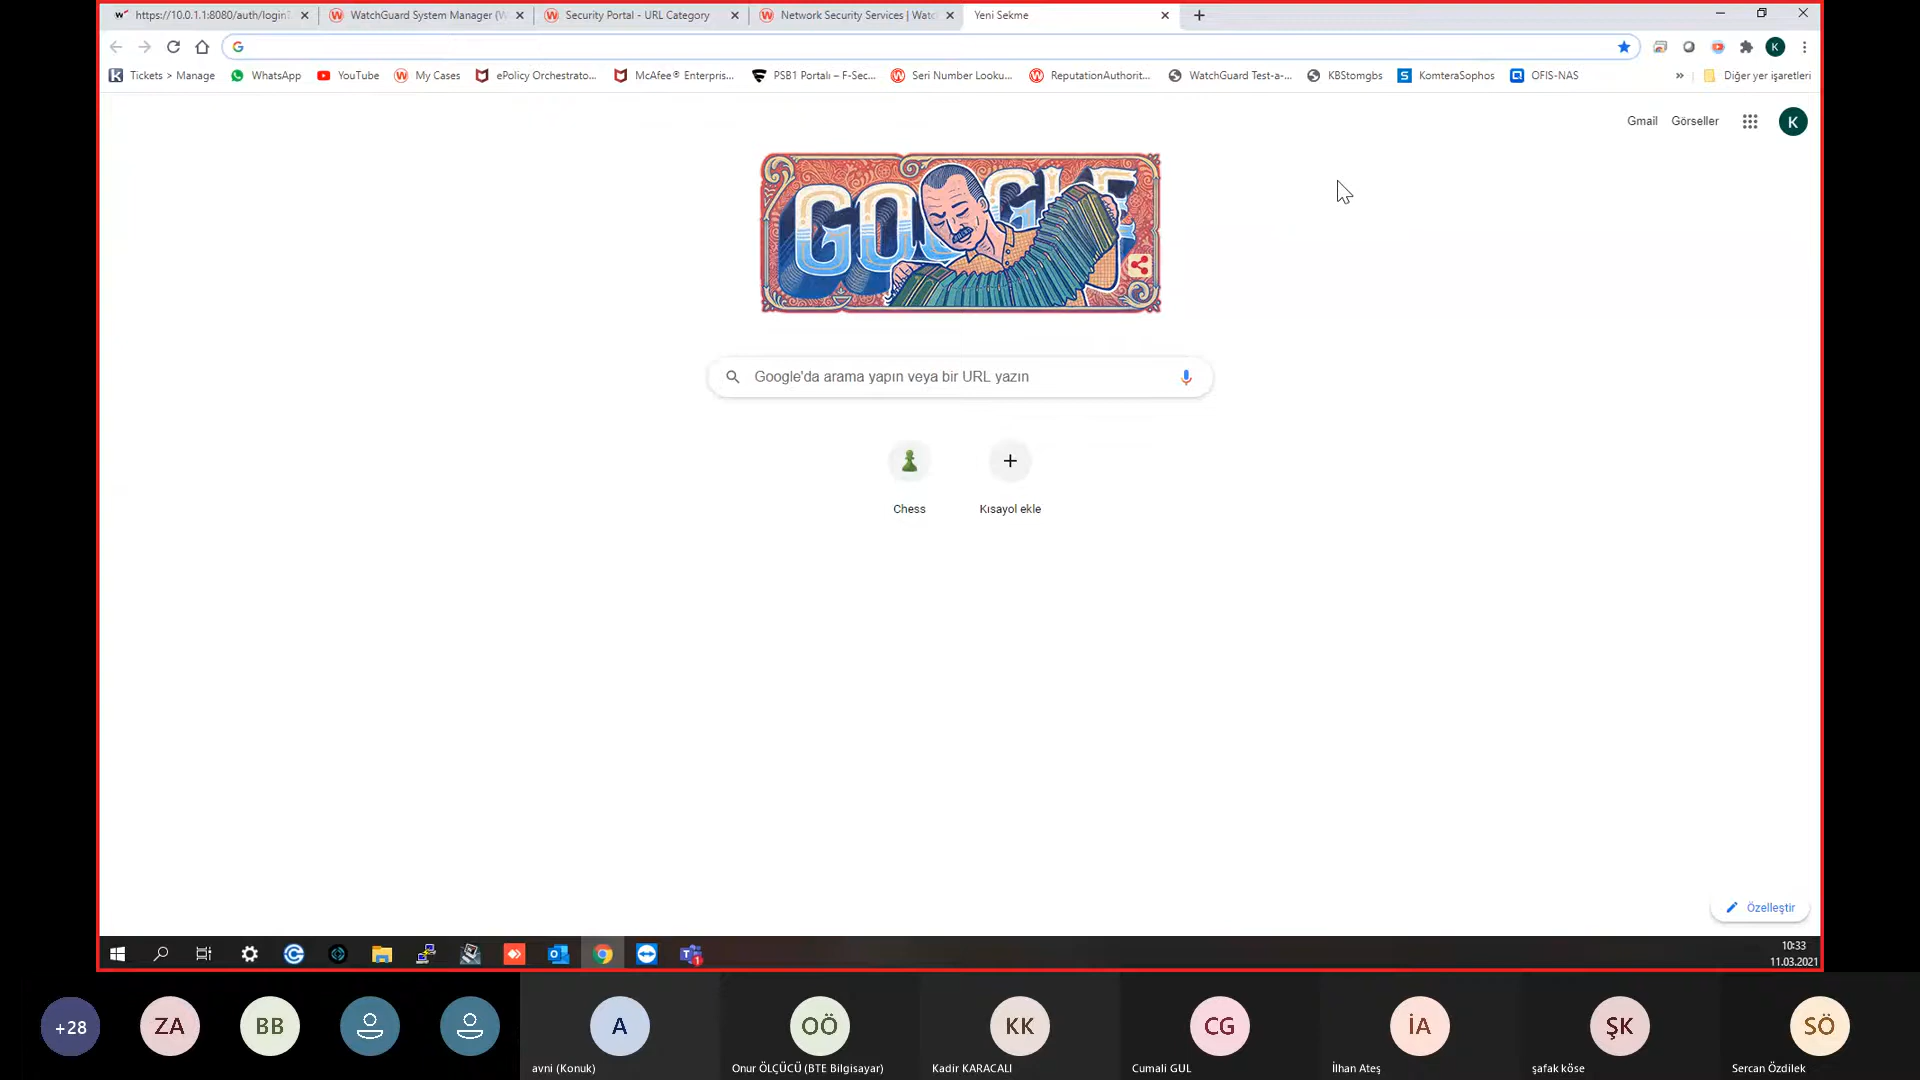 https://10.0.1.1:8080/auth/login?
WatchGuard System Manager (W
Security Portal - URL Category
Network Security Services | Watc
Yeni Sekme
Tickets > Manage
WhatsApp
YouTube
My Cases
ePolicy Orchestrato...
McAfee® Enterpris...
PSB1 Portalı – F-Sec...
Seri Number Looku...
ReputationAuthorit...
WatchGuard Test-a-...
KBStomgbs
KomteraSophos
OFIS-NAS
»
Diğer yer işaretleri
Gmail
Görseller
K
GOOGLE
Google'da arama yapın veya bir URL yazın
Chess
Kısayol ekle
Özelleştir
10:33
11.03.2021
+28
ZA
BB
A
OÖ
KK
CG
İA
ŞK
SÖ
avni (Konuk)
Onur ÖLÇÜCÜ (BTE Bilgisayar)
Kadir KARACALI
Cumali GUL
İlhan Ateş
şafak köse
Sercan Özdilek